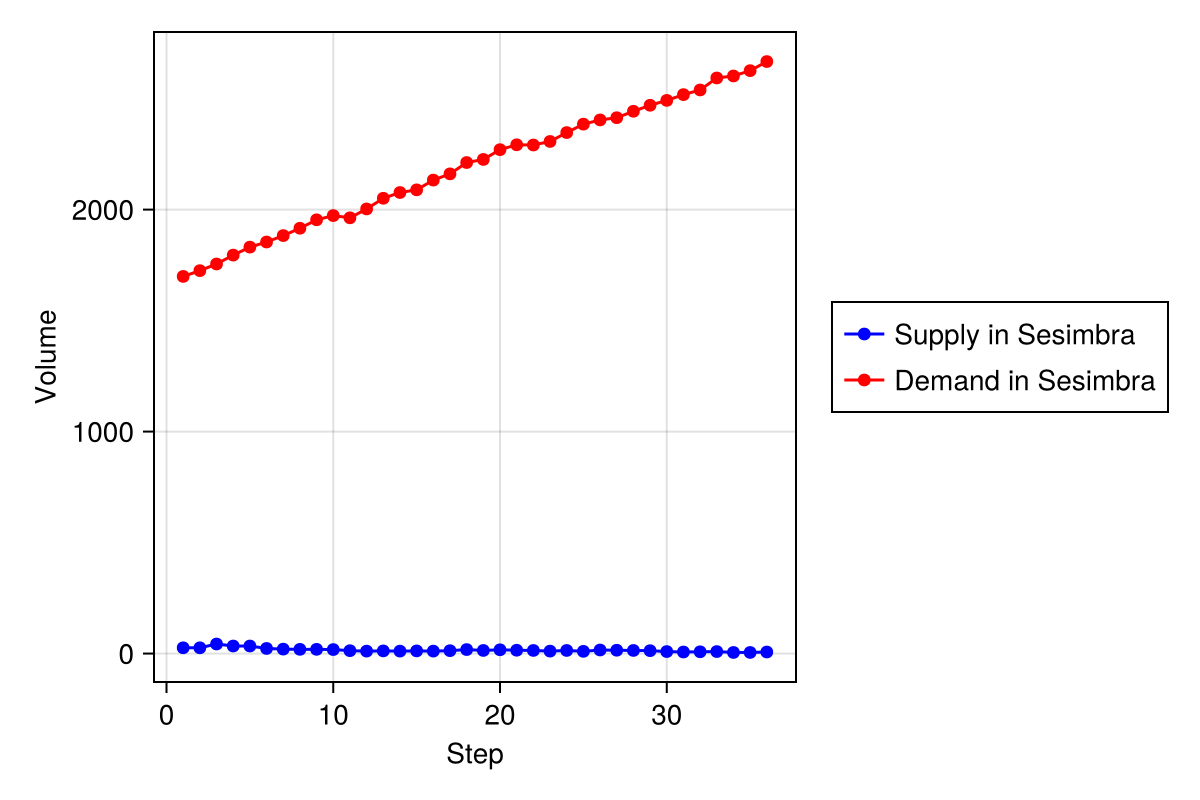 Volume
2000
1000
0
0 10 20 30
Step
Supply in Sesimbra
Demand in Sesimbra